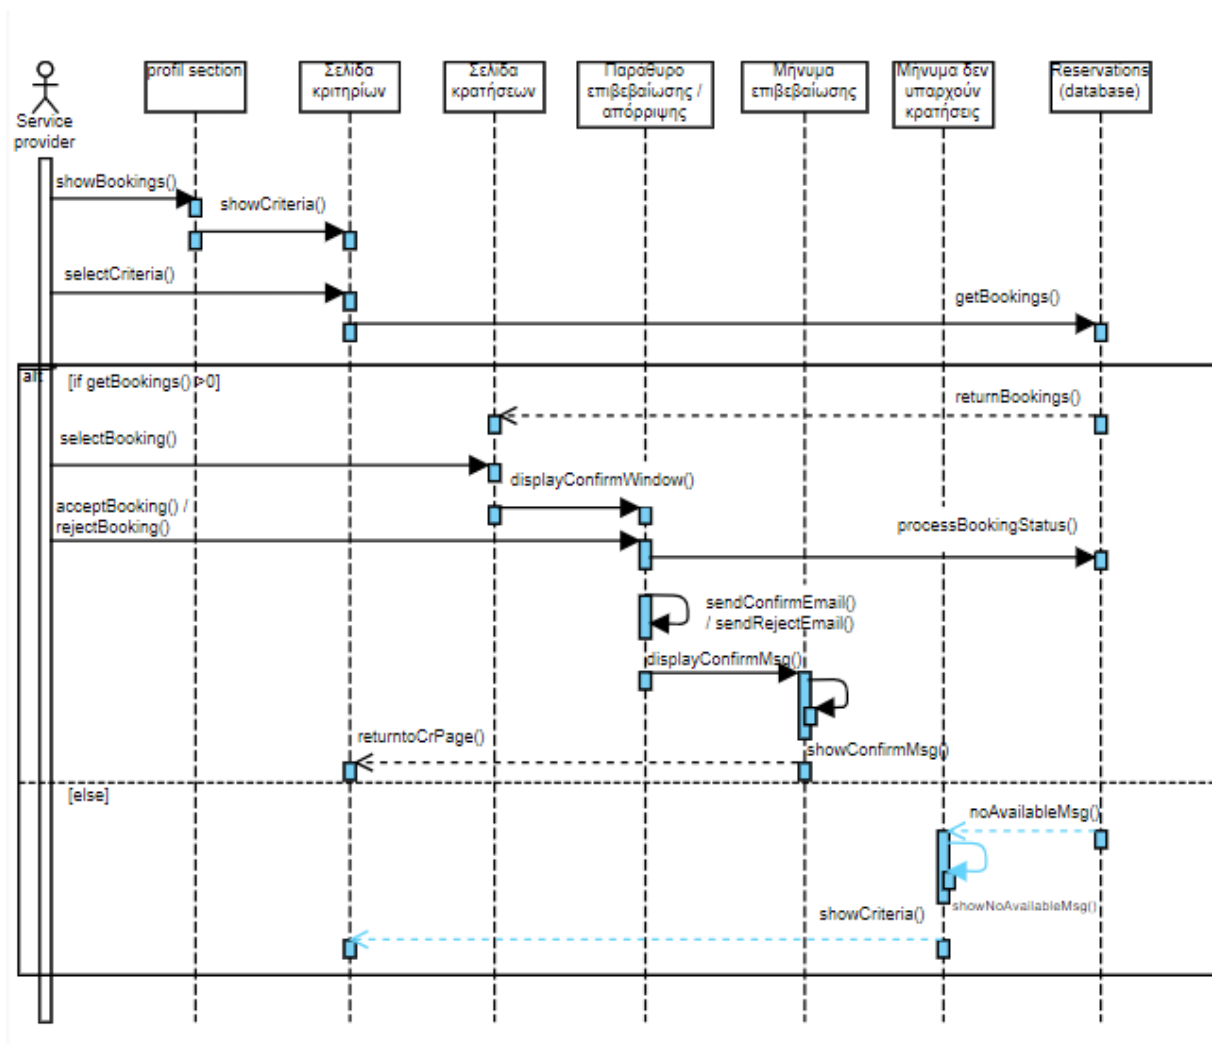 Service
provider
profil section
Σελίδα
κριτηρίων
Σελίδα
κρατήσεων
Παράθυρο
επιβεβαίωσης /
απόρριψης
Μήνυμα
επιβεβαίωσης
Μήνυμα δεν
υπαρχούν
κρατήσεις
Reservations
(database)
showBookings()
showCriteria()
selectCriteria()
getBookings()
alt
[if getBookings() >0]
returnBookings()
selectBooking()
displayConfirmWindow()
acceptBooking() /
rejectBooking()
processBookingStatus()
sendConfirmEmail()
/ sendRejectEmail()
displayConfirmMsg()
returntoCrPage()
showConfirmMsg()
[else]
noAvailableMsg()
showNoAvailableMsg()
showCriteria()